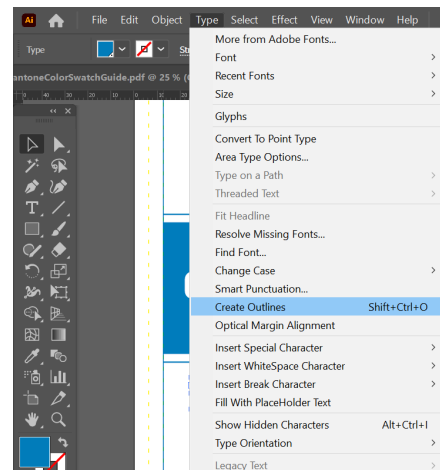 Ai File Edit Object Type Select Effect View Window Help
Type
antoneColorSwatchGuide.pdf @ 25 %
More from Adobe Fonts...
Font
Recent Fonts
Size
Glyphs
Convert To Point Type
Area Type Options...
Type on a Path
Threaded Text
Fit Headline
Resolve Missing Fonts...
Find Font...
Change Case
Smart Punctuation...
Create Outlines Shift+Ctrl+O
Optical Margin Alignment
Insert Special Character
Insert WhiteSpace Character
Insert Break Character
Fill With PlaceHolder Text
Show Hidden Characters Alt+Ctrl+I
Type Orientation
Legacy Text